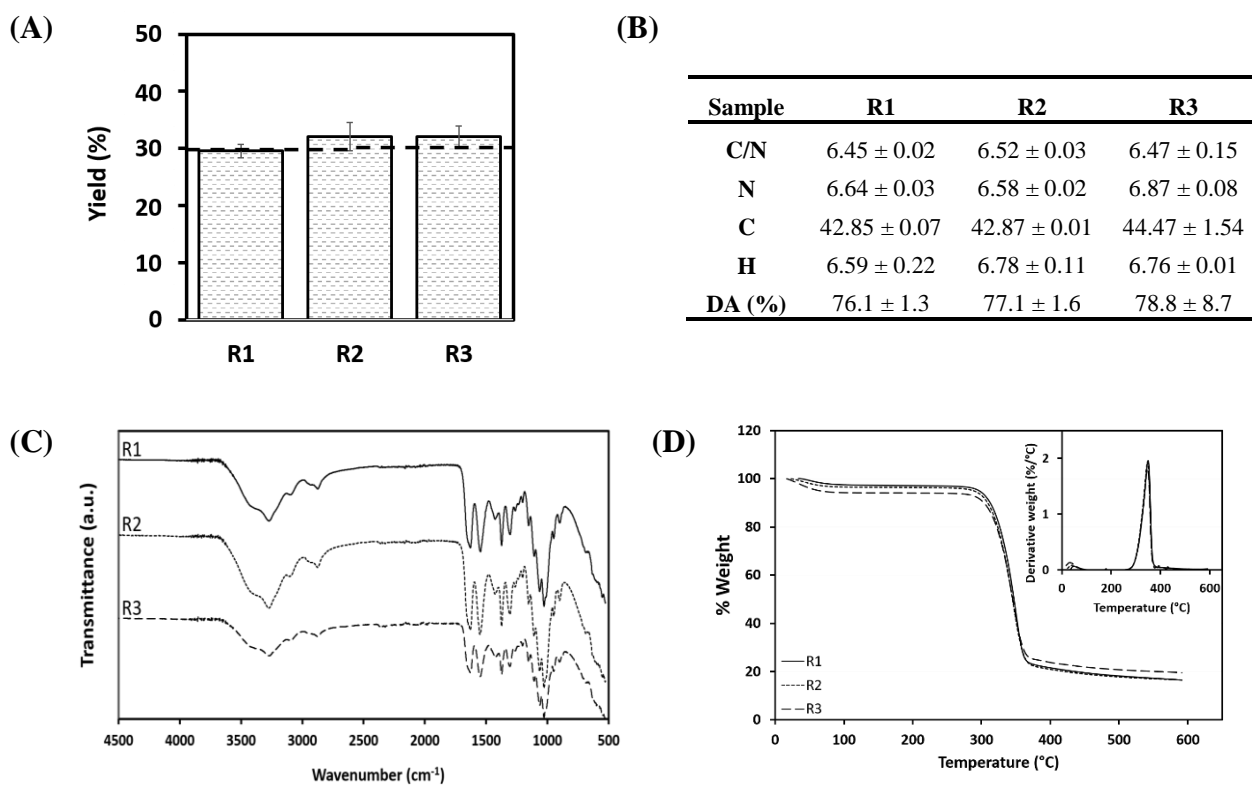 (A)
Yield (%)
50
40
30
20
10
0
R1 R2 R3
(B)
Sample R1 R2 R3
C/N 6.45 ± 0.02 6.52 ± 0.03 6.47 ± 0.15
N 6.64 ± 0.03 6.58 ± 0.02 6.87 ± 0.08
C 42.85 ± 0.07 42.87 ± 0.01 44.47 ± 1.54
H 6.59 ± 0.22 6.78 ± 0.11 6.76 ± 0.01
DA (%) 76.1 ± 1.3 77.1 ± 1.6 78.8 ± 8.7
(C)
Transmittance (a.u.)
R1
R2
R3
4500 4000 3500 3000 2500 2000 1500 1000 500
Wavenumber (cm⁻¹)
(D)
% Weight
120
100
80
60
40
20
0
R1
R2
R3
0 100 200 300 400 500 600
Temperature (°C)
Derivative weight (%/°C)
2
1
0
0 200 400 600
Temperature (°C)